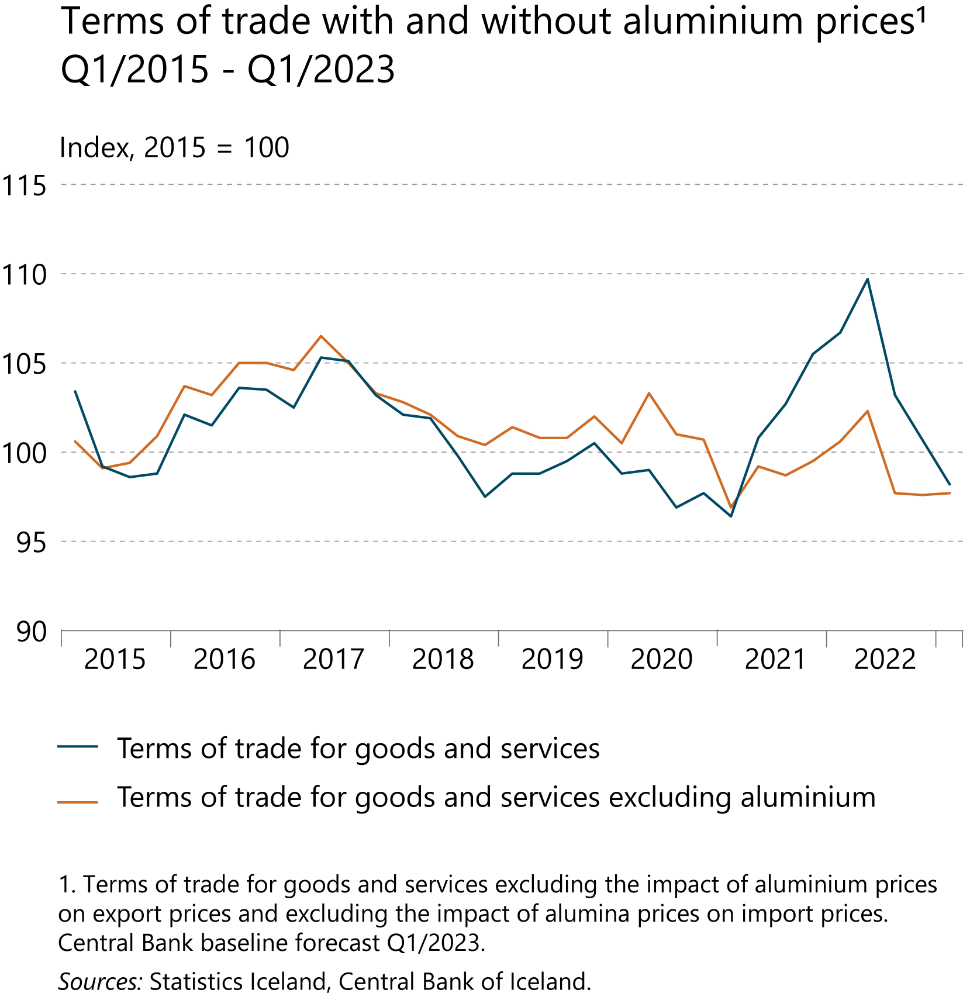 Terms of trade with and without aluminium prices¹
Q1/2015 - Q1/2023
Index, 2015 = 100
115
110
105
100
95
90
2015 2016 2017 2018 2019 2020 2021 2022
Terms of trade for goods and services
Terms of trade for goods and services excluding aluminium
1. Terms of trade for goods and services excluding the impact of aluminium prices
on export prices and excluding the impact of alumina prices on import prices.
Central Bank baseline forecast Q1/2023.
Sources: Statistics Iceland, Central Bank of Iceland.